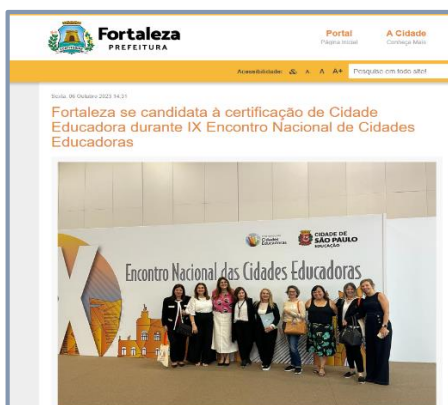 Fortaleza
PREFEITURA
Portal
Página Inicial
A Cidade
Conheça Mais
Acessibilidade: A A A+
Pesquise em todo site!
Sexta, 06 Outubro 2023 14:51
Fortaleza se candidata à certificação de Cidade
Educadora durante IX Encontro Nacional de Cidades
Educadoras
Cidades
Educadoras
CIDADE DE
SÃO PAULO
EDUCAÇÃO
IX
Encontro Nacional das Cidades Educadoras